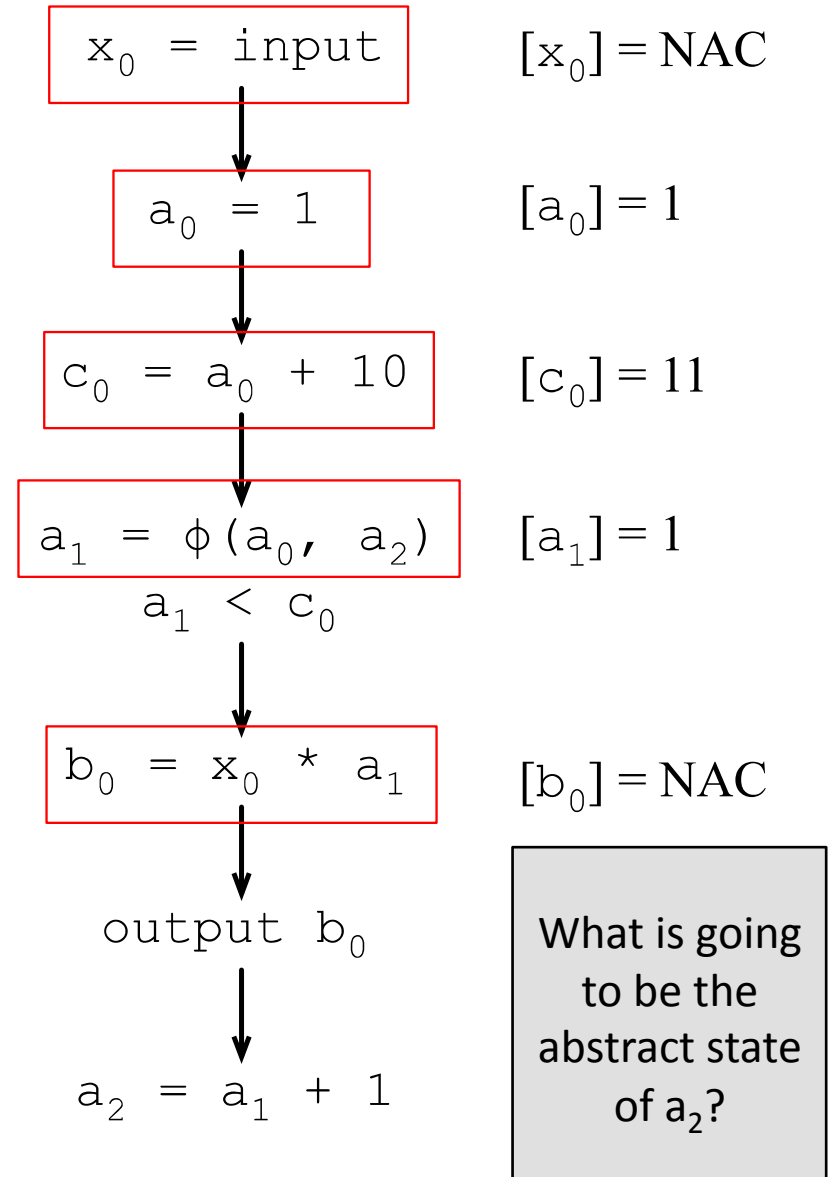 x₀ = input [x₀] = NAC
a₀ = 1 [a₀] = 1
c₀ = a₀ + 10 [c₀] = 11
a₁ = ϕ(a₀, a₂) [a₁] = 1
a₁ < c₀
b₀ = x₀ * a₁ [b₀] = NAC
output b₀
a₂ = a₁ + 1
What is going
to be the
abstract state
of a₂?